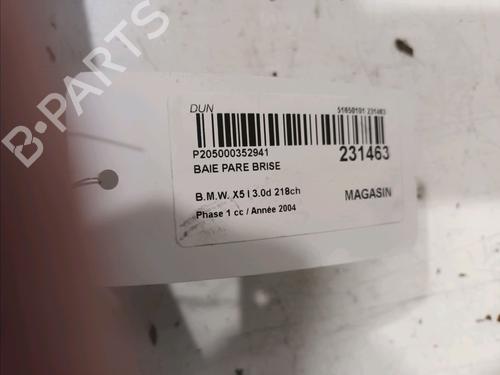 B-PARTS
DUN
51650101 231463
P205000352941
231463
BAIE PARE BRISE
B.M.W. X5 I 3.0d 218ch
MAGASIN
Phase 1 cc / Année 2004